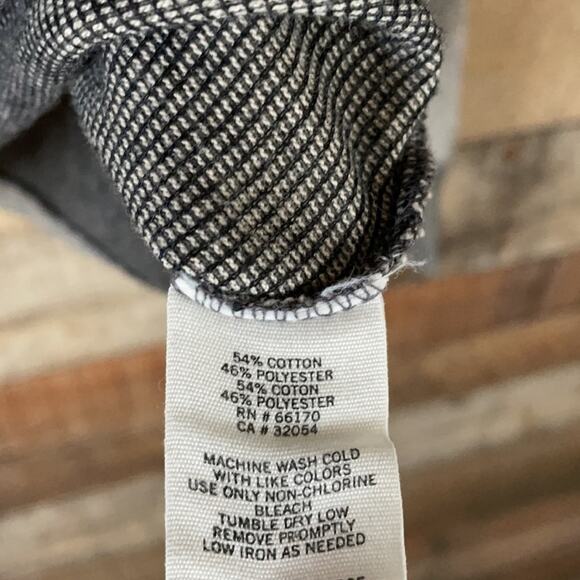 54% COTTON
46% POLYESTER
54% COTON
46% POLYESTER
RN # 66170
CA # 32054
MACHINE WASH COLD
WITH LIKE COLORS
USE ONLY NON-CHLORINE
BLEACH
TUMBLE DRY LOW
REMOVE PROMPTLY
LOW IRON AS NEEDED